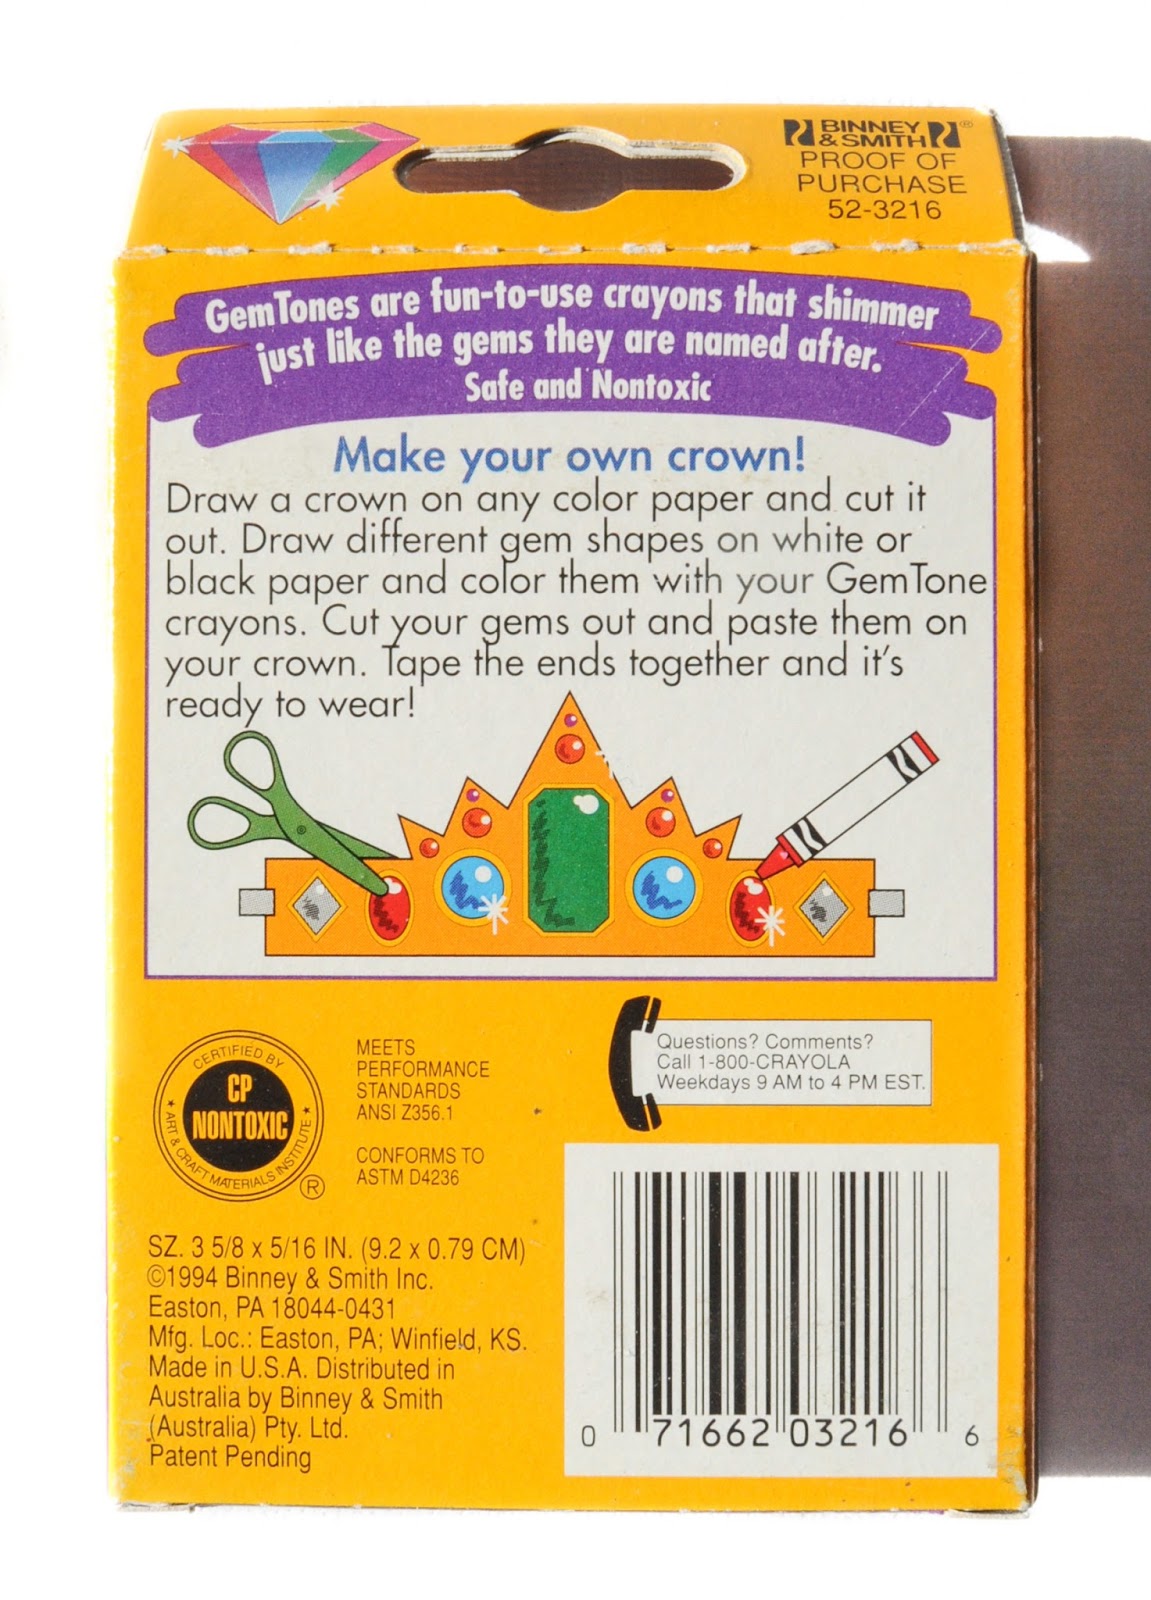 BINNEY
& SMITH®
PROOF OF
PURCHASE
52-3216
GemTones are fun-to-use crayons that shimmer
just like the gems they are named after.
Safe and Nontoxic
Make your own crown!
Draw a crown on any color paper and cut it
out. Draw different gem shapes on white or
black paper and color them with your GemTone
crayons. Cut your gems out and paste them on
your crown. Tape the ends together and it's
ready to wear!
CERTIFIED BY
CP
NONTOXIC
ART & CRAFT MATERIALS INSTITUTE
®
MEETS
PERFORMANCE
STANDARDS
ANSI Z356.1
CONFORMS TO
ASTM D4236
Questions? Comments?
Call 1-800-CRAYOLA
Weekdays 9 AM to 4 PM EST.
SZ. 3 5/8 x 5/16 IN. (9.2 x 0.79 CM)
©1994 Binney & Smith Inc.
Easton, PA 18044-0431
Mfg. Loc.: Easton, PA; Winfield, KS.
Made in U.S.A. Distributed in
Australia by Binney & Smith
(Australia) Pty. Ltd.
Patent Pending
0 71662 03216 6